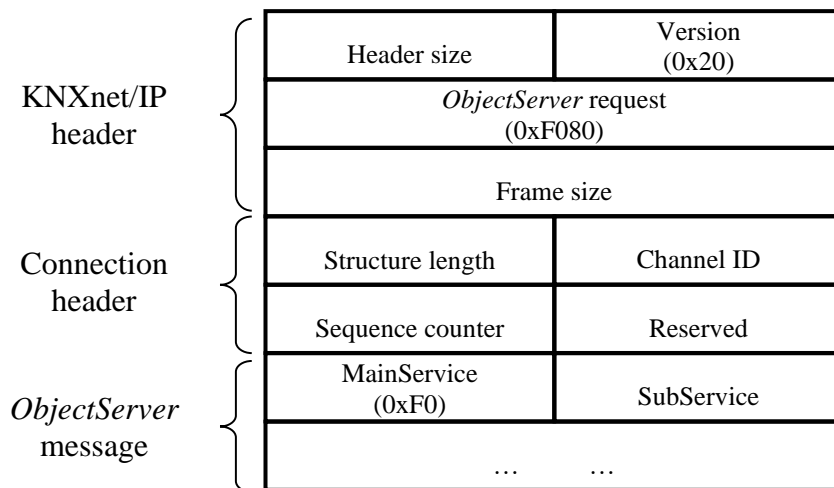 KNXnet/IP
header
Header size
Version
(0x20)
ObjectServer request
(0xF080)
Frame size
Connection
header
Structure length
Channel ID
Sequence counter
Reserved
ObjectServer
message
MainService
(0xF0)
SubService
… …